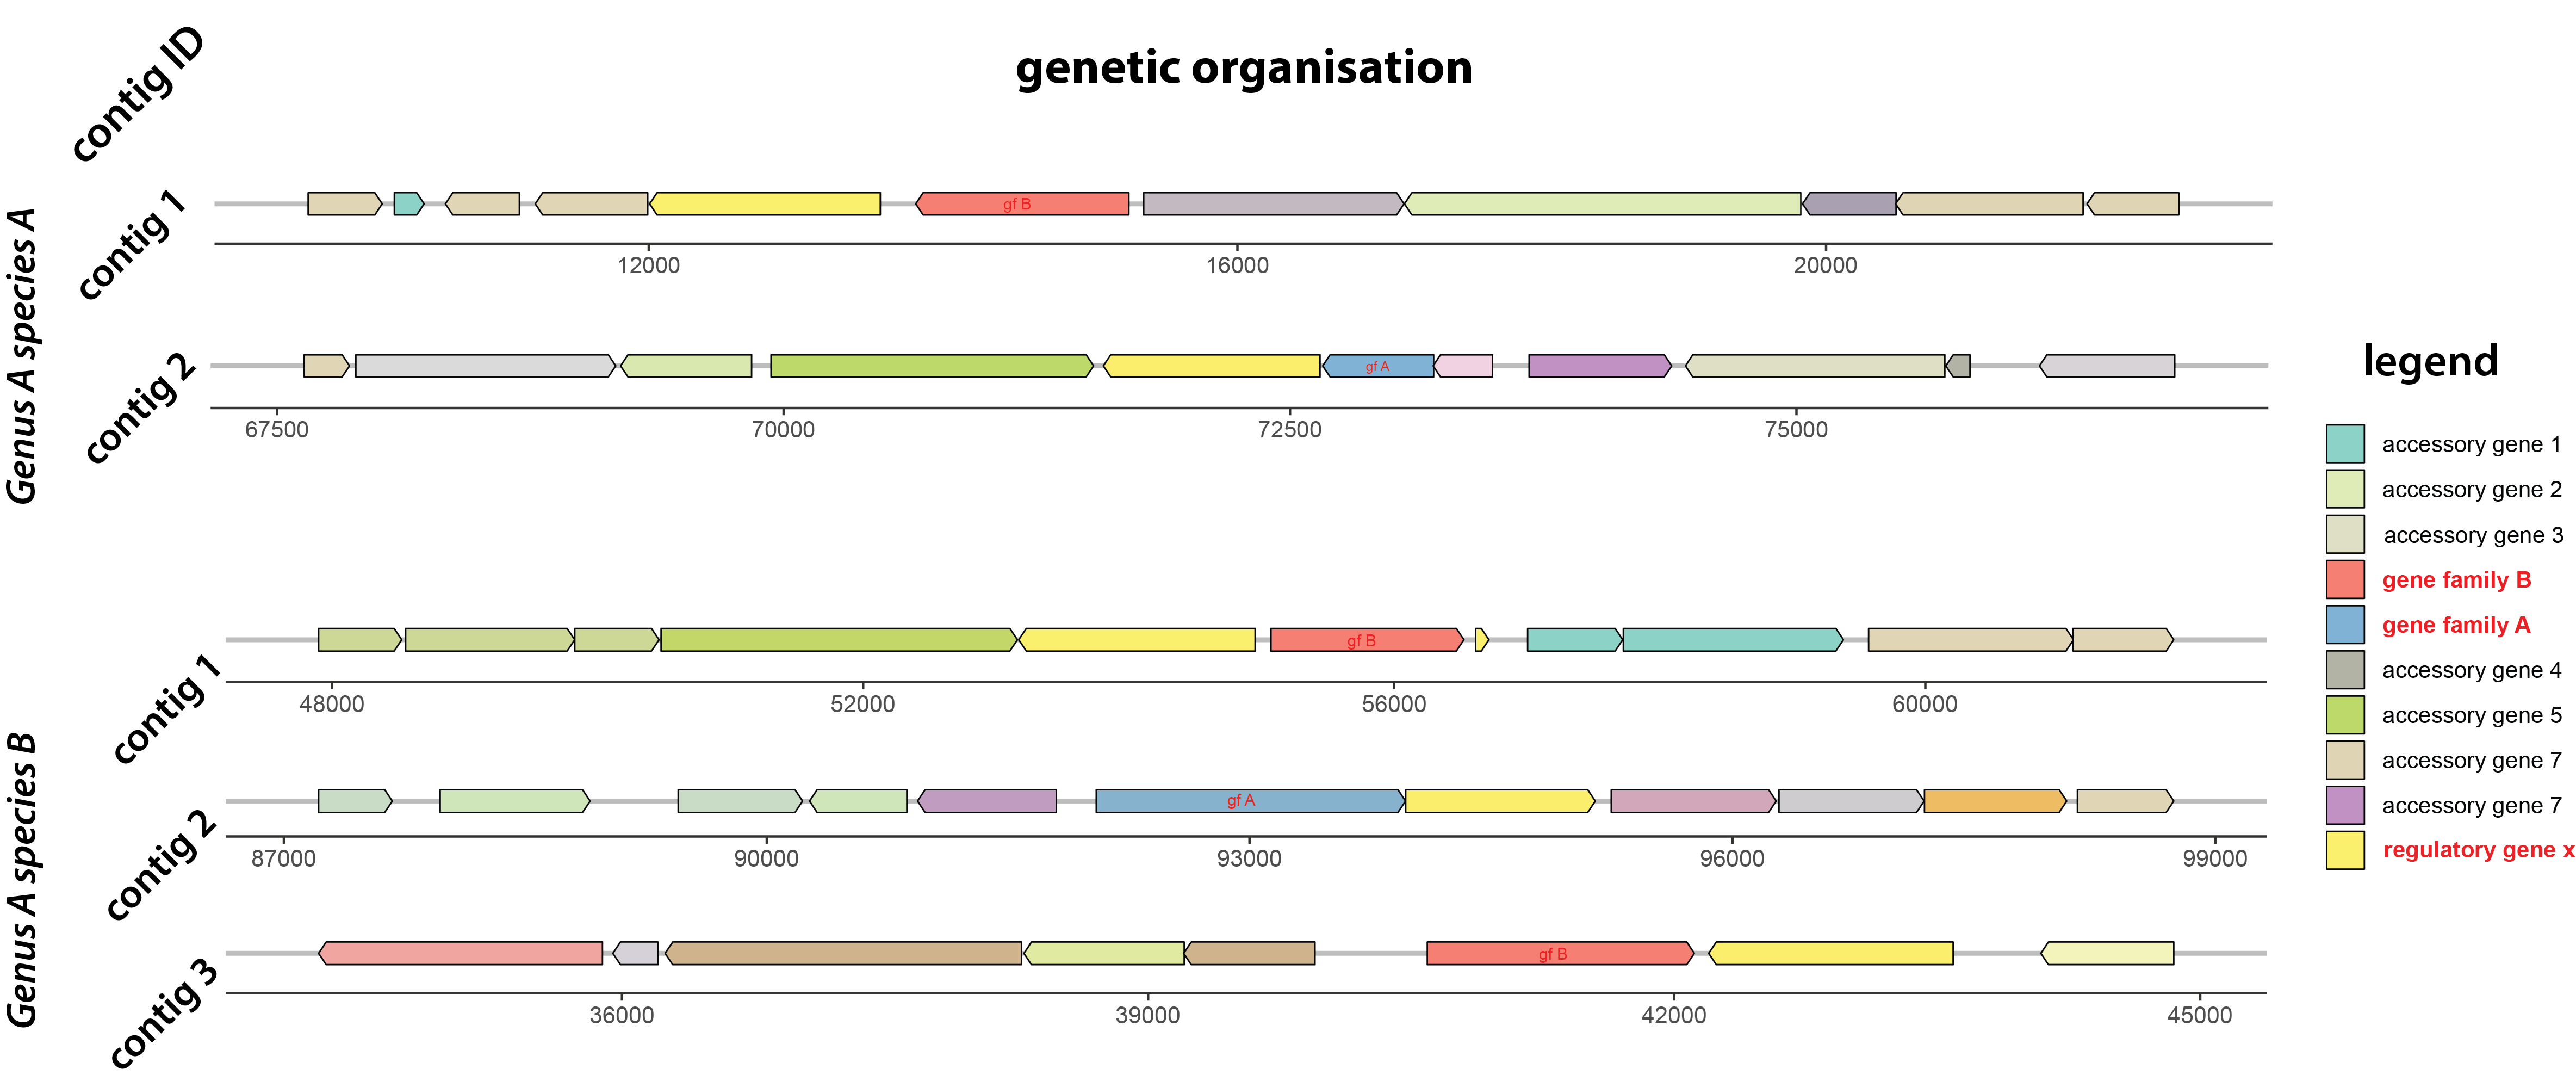 contig ID
genetic organisation
Genus A species A
contig 1
gf B
12000 16000 20000
contig 2
gf A
67500 70000 72500 75000
Genus A species B
contig 1
gf B
48000 52000 56000 60000
contig 2
gf A
87000 90000 93000 96000 99000
contig 3
gf B
36000 39000 42000 45000
legend
accessory gene 1
accessory gene 2
accessory gene 3
gene family B
gene family A
accessory gene 4
accessory gene 5
accessory gene 7
accessory gene 7
regulatory gene x